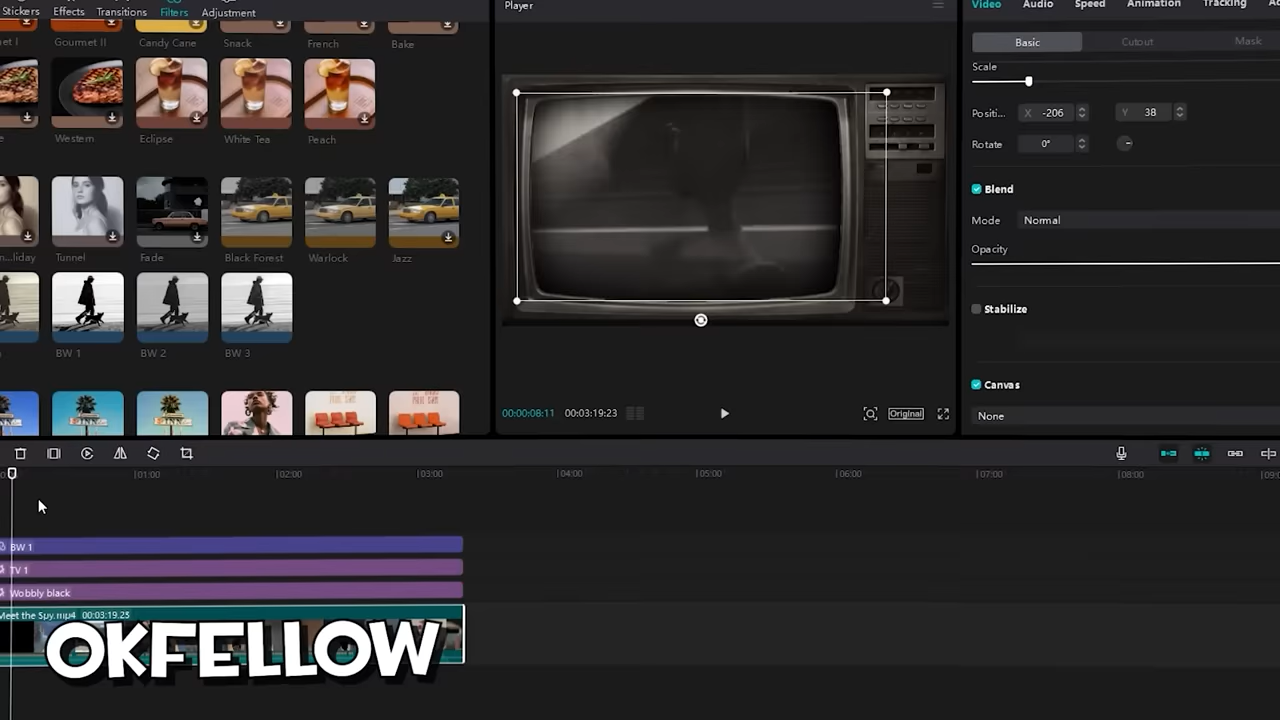 Stickers Effects Transitions Filters Adjustment
Gourmet II Candy Cane Snack French Bake
Western Eclipse White Tea Peach
Tunnel Fade Black Forest Warlock Jazz
BW 1 BW 2 BW 3
Player
00:00:08:11 00:03:19:23 Original
Video Audio Speed Animation Tracking
Basic Cutout Mask
Scale
Positi... X -206 Y 38
Rotate 0°
Blend
Mode Normal
Opacity
Stabilize
Canvas
None
01:00 02:00 03:00 04:00 05:00 06:00 07:00 08:00
BW 1
TV 1
Wobbly black
Meet the Spy.mp4 00:03:19:23
OKFELLOW